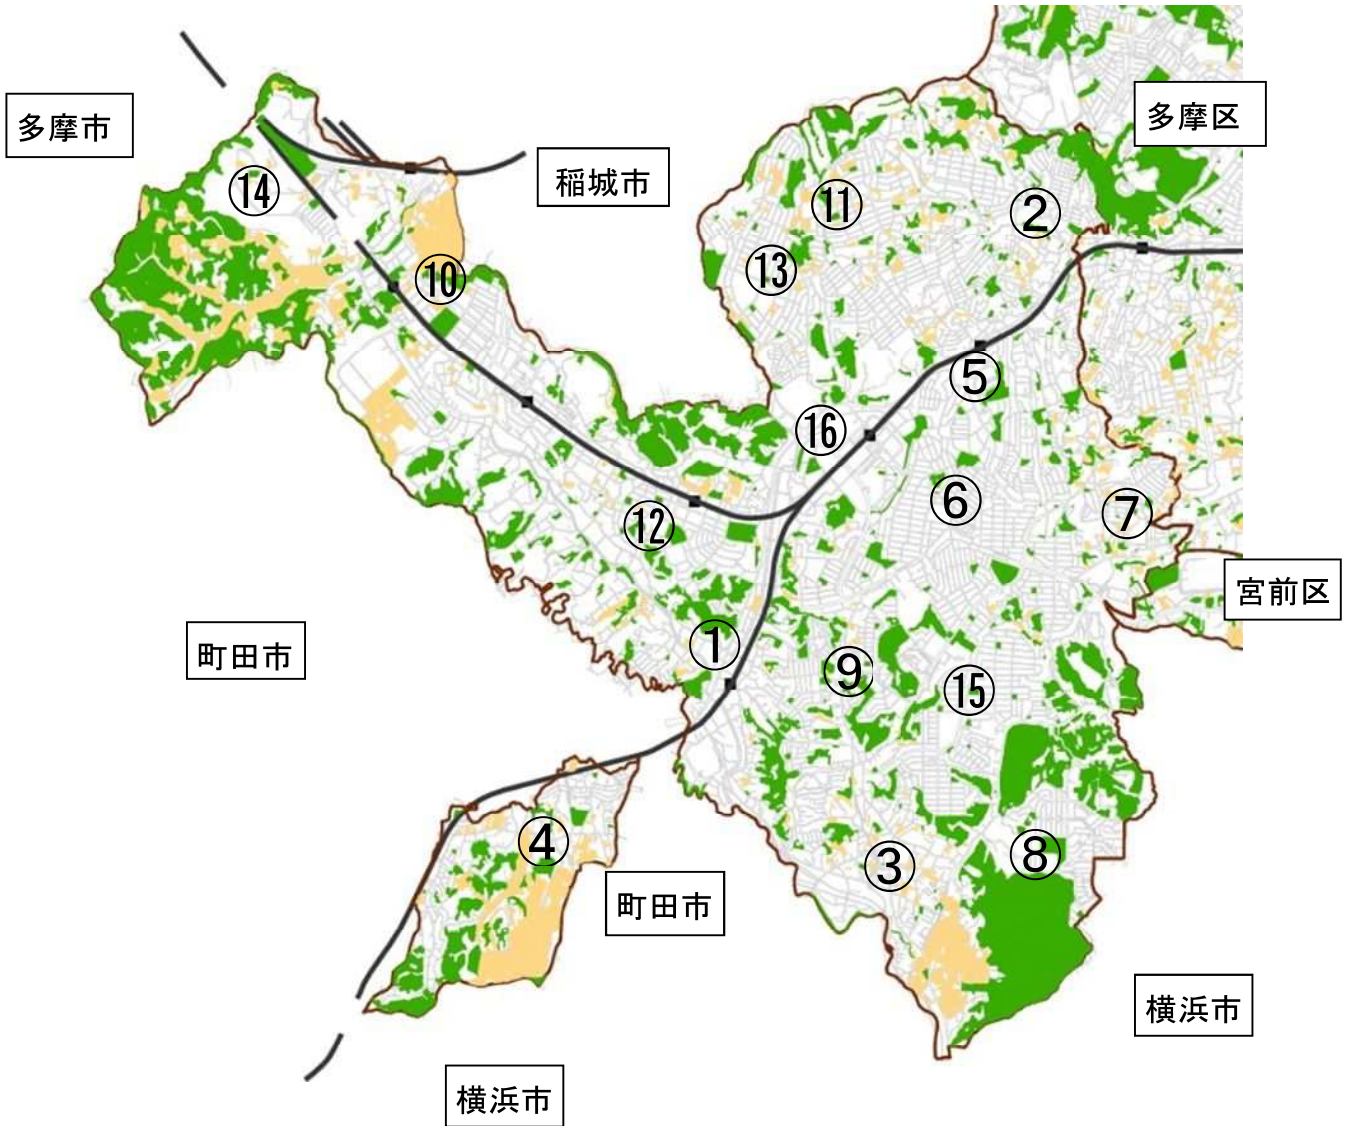 多摩市
多摩区
稲城市
⑭
⑪
②
⑬
⑩
⑤
⑯
⑥
⑦
⑫
宮前区
町田市
①
⑨
⑮
④
③
⑧
町田市
横浜市
横浜市